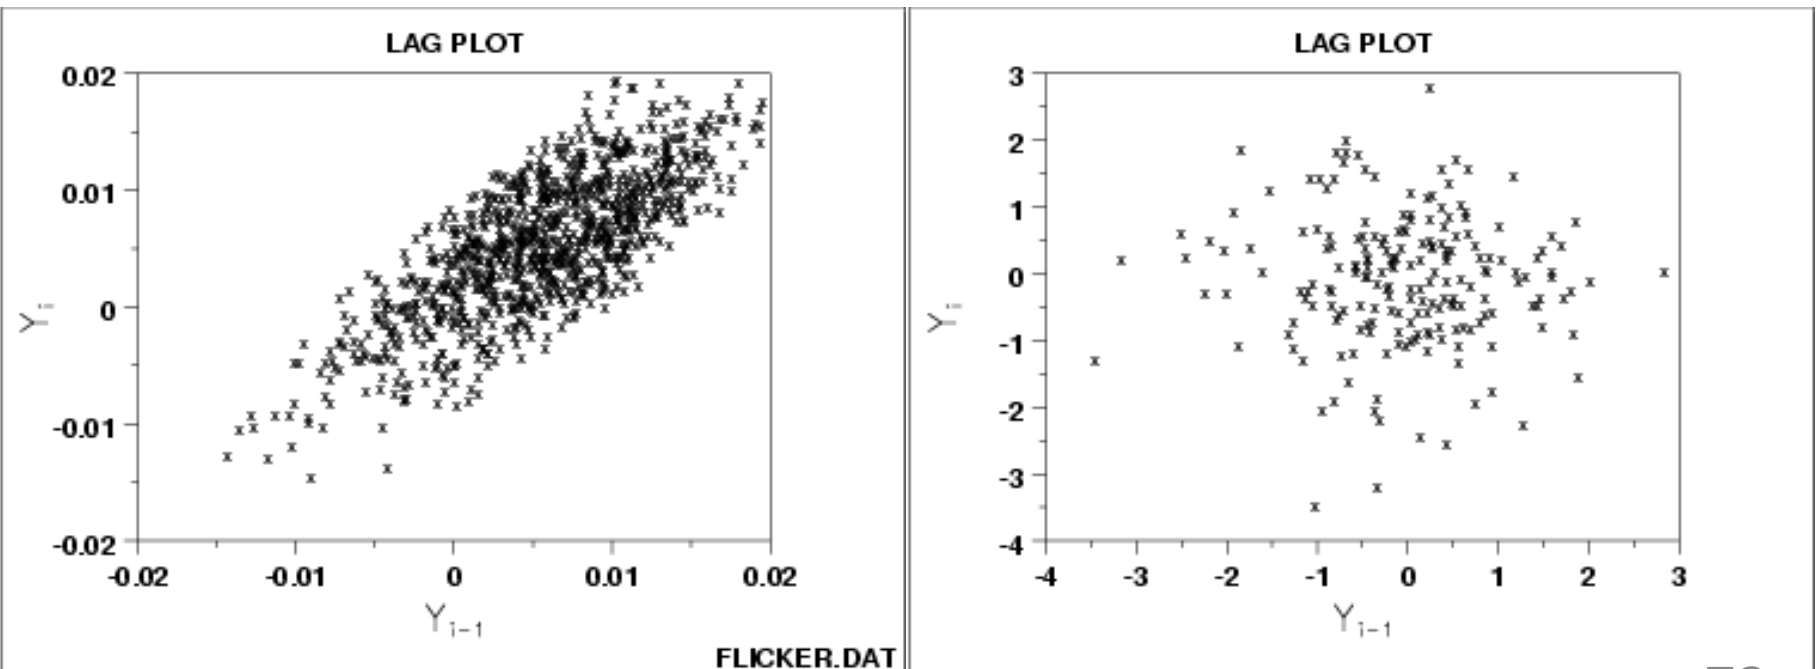 LAG PLOT
0.02
0.01
0
-0.01
-0.02
-0.02 -0.01 0 0.01 0.02
Y i
Y i-1
FLICKER.DAT
LAG PLOT
3
2
1
0
-1
-2
-3
-4
-4 -3 -2 -1 0 1 2 3
Y i
Y i-1